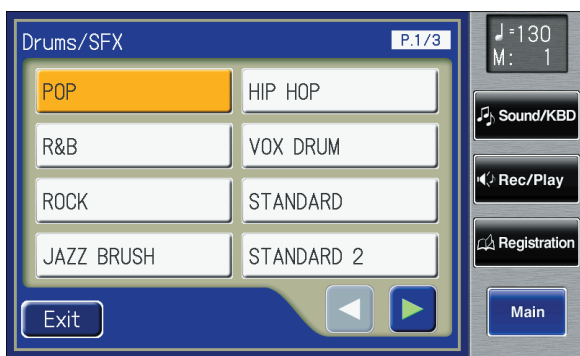 Drums/SFX
P.1/3
POP
HIP HOP
R&B
VOX DRUM
ROCK
STANDARD
JAZZ BRUSH
STANDARD 2
Exit
♩=130
M: 1
Sound/KBD
Rec/Play
Registration
Main